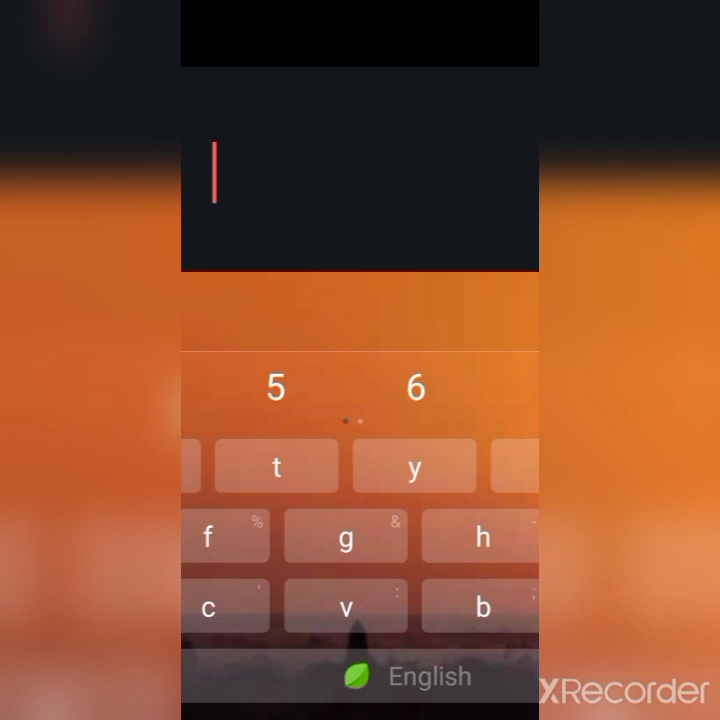 5 6
t y
% & -
f g h
' : ;
c v b
English
XRecorder